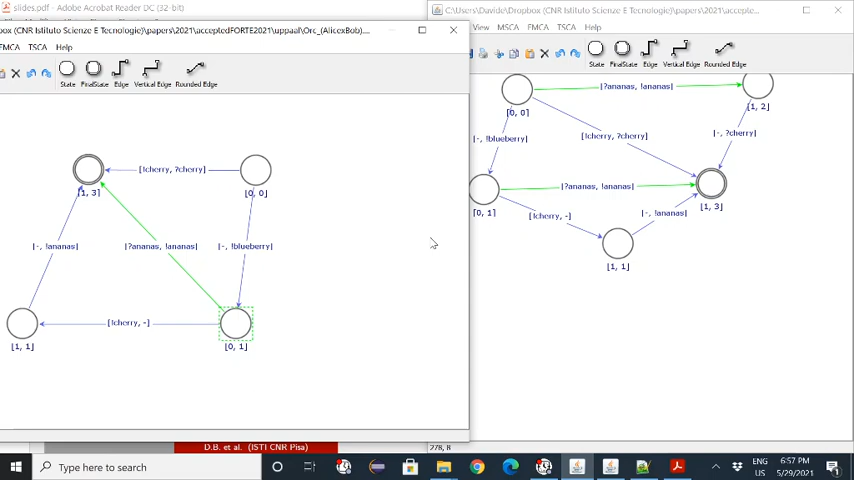 slides.pdf - Adobe Acrobat Reader DC (32-bit)
C:\Users\Davide\Dropbox (CNR Istituto Scienze E Tecnologie)\papers\2021\accepte...
View MSCA FMCA TSCA Help
State FinalState Edge Vertical Edge Rounded Edge
box (CNR Istituto Scienze E Tecnologie)\papers\2021\acceptedFORTE2021\uppaal\Orc_(AlicexBob)....
FMCA TSCA Help
State FinalState Edge Vertical Edge Rounded Edge
[!cherry, ?cherry]
[1, 3]
[0, 0]
[-, !ananas]
[?ananas, !ananas]
[-, !blueberry]
[!cherry, -]
[1, 1]
[0, 1]
[?ananas, !ananas]
[0, 0]
[1, 2]
[-, !blueberry]
[!cherry, ?cherry]
[-, ?cherry]
[?ananas, !ananas]
[0, 1]
[1, 3]
[!cherry, -]
[-, !ananas]
[1, 1]
D.B. et al. (ISTI CNR Pisa)
278, 8
Type here to search
ENG
US
6:57 PM
5/29/2021